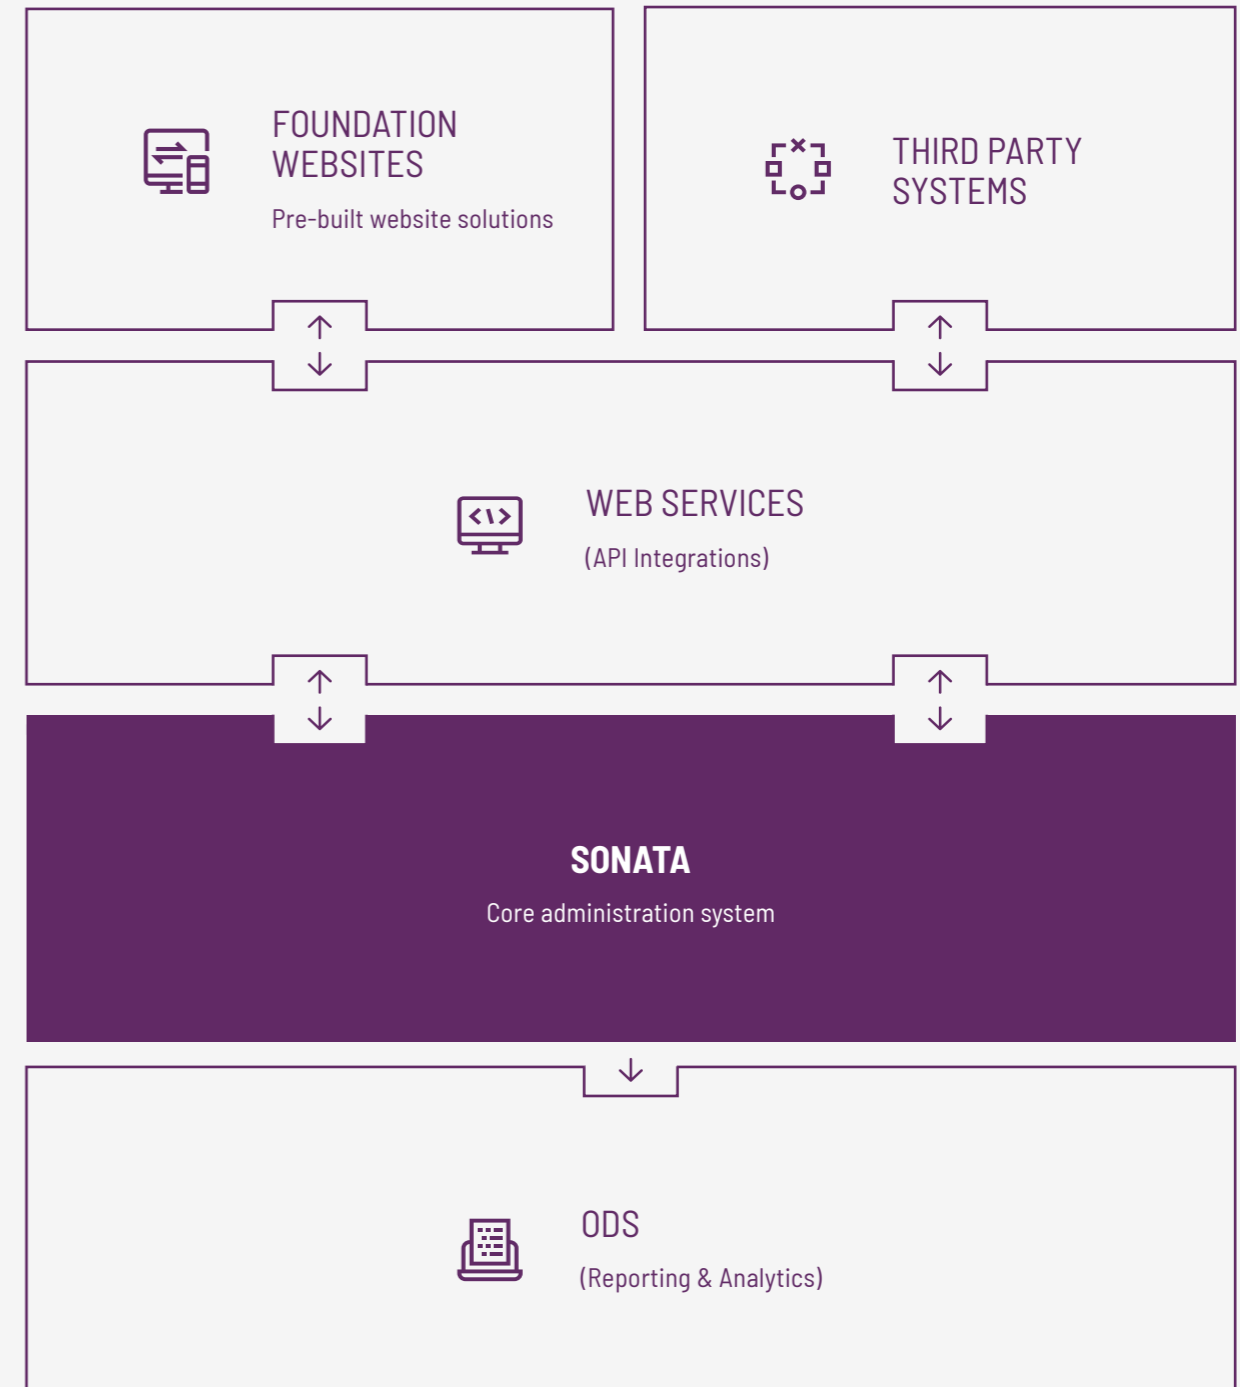 FOUNDATION
WEBSITES
Pre-built website solutions
THIRD PARTY
SYSTEMS
WEB SERVICES
(API Integrations)
SONATA
Core administration system
ODS
(Reporting & Analytics)